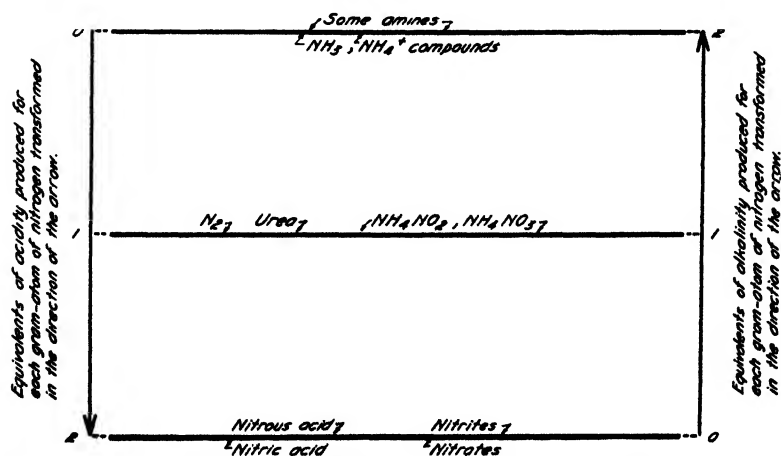 Some amines
0
2
NH3, NH4+ compounds
Equivalents of acidity produced for
each gram-atom of nitrogen transformed
in the direction of the arrow.
N2 Urea NH4NO2, NH4NO3
1
1
Equivalents of alkalinity produced for
each gram-atom of nitrogen transformed
in the direction of the arrow.
Nitrous acid Nitrites
2
0
Nitric acid Nitrates